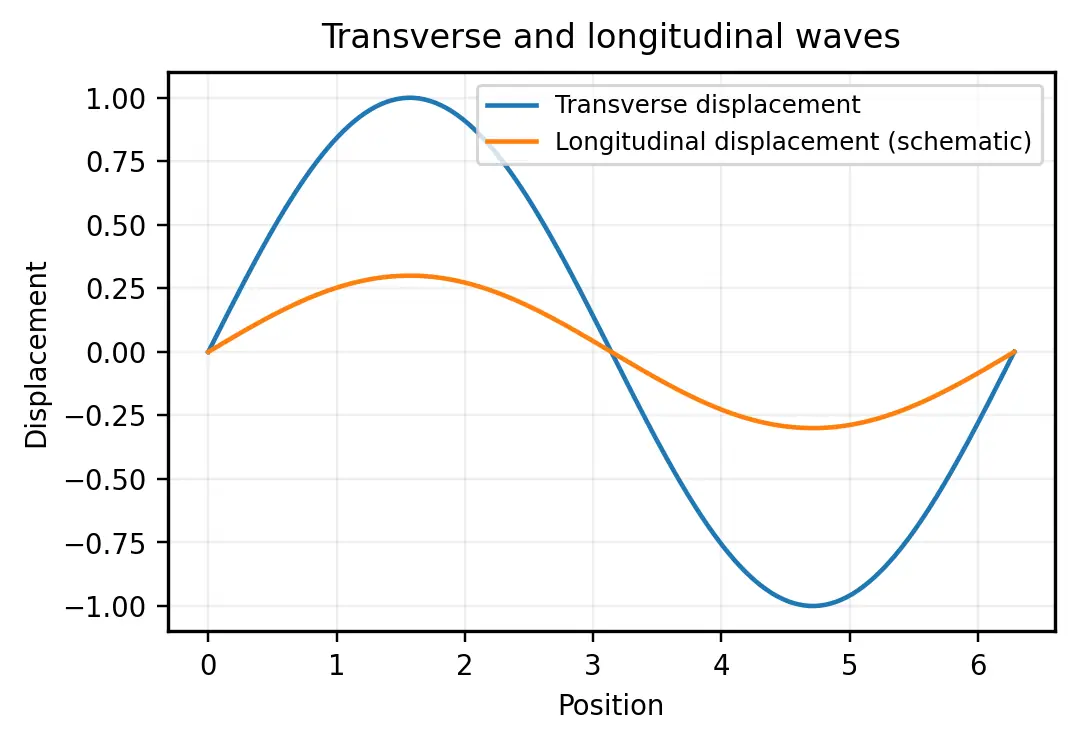 Transverse and longitudinal waves
Transverse displacement
Longitudinal displacement (schematic)
1.00
0.75
0.50
0.25
0.00
−0.25
−0.50
−0.75
−1.00
Displacement
0 1 2 3 4 5 6
Position